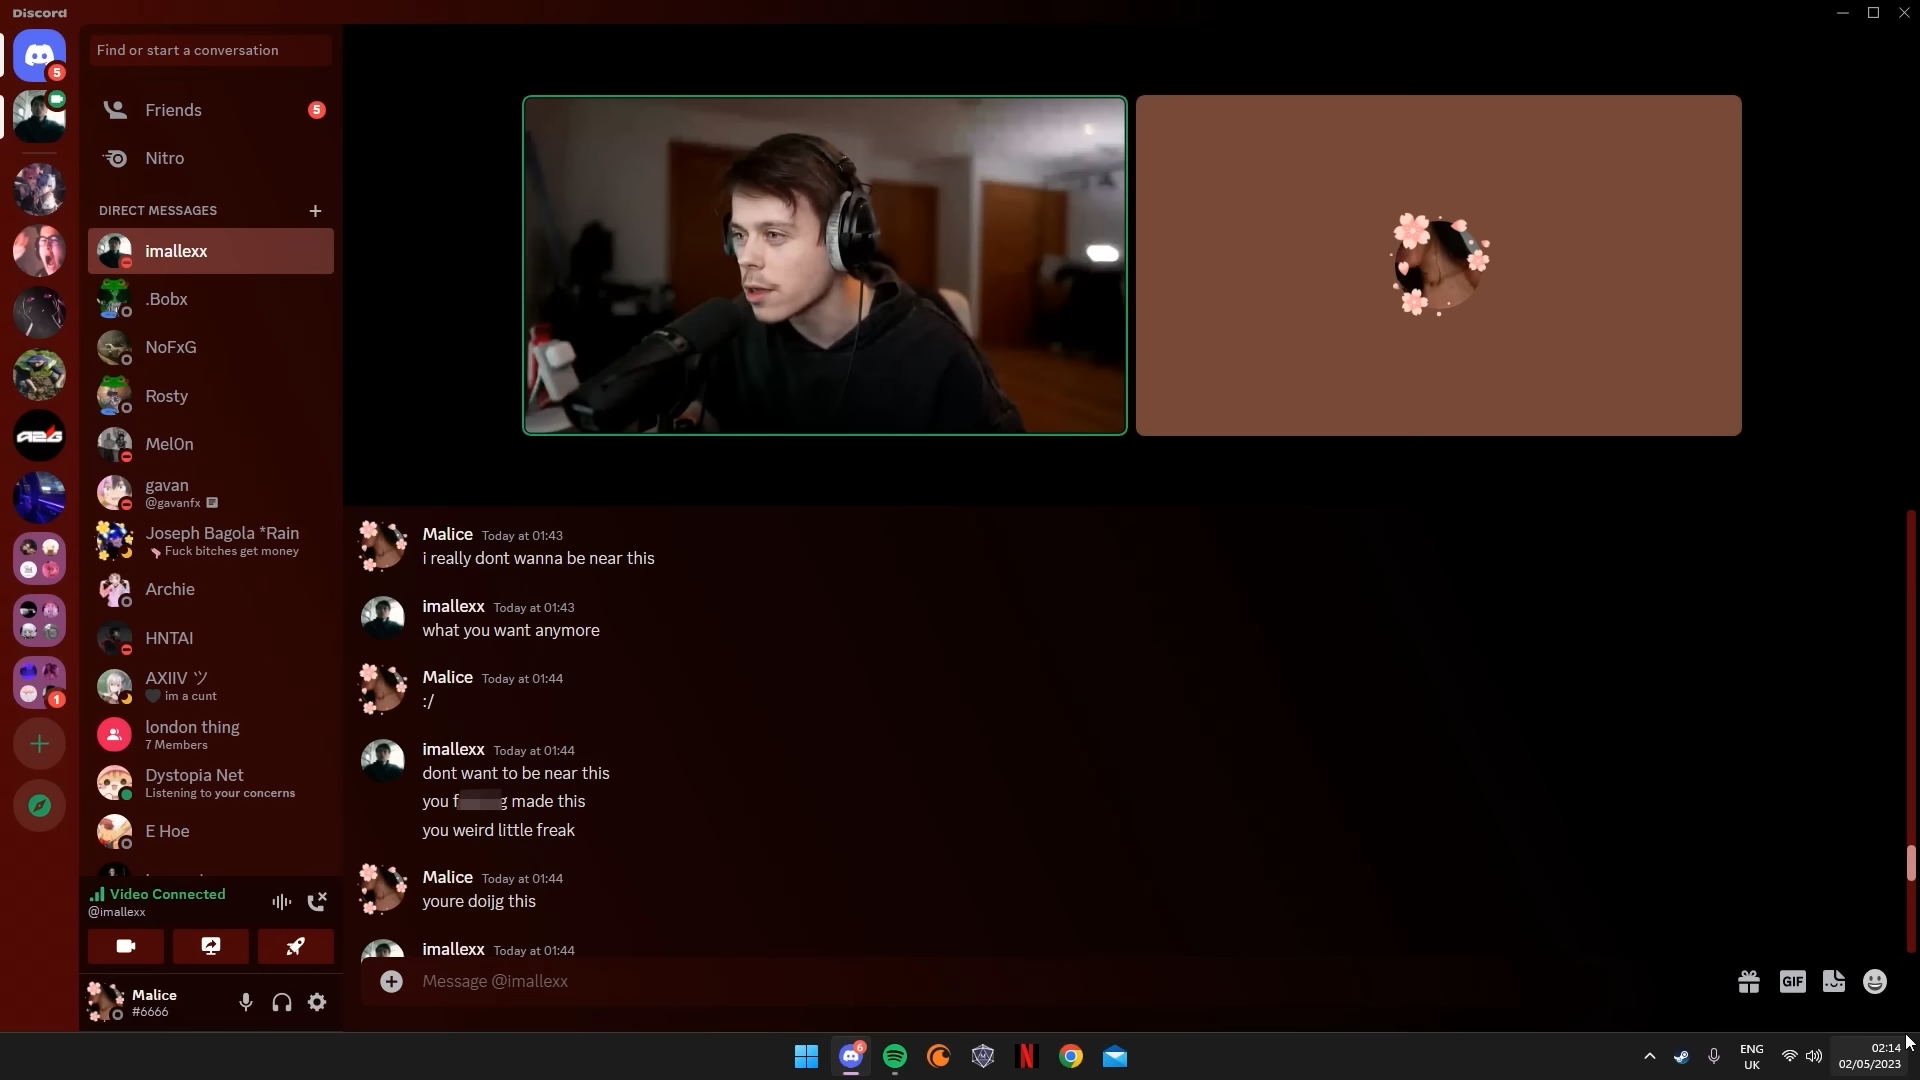 Discord
Find or start a conversation
5
Friends
5
Nitro
DIRECT MESSAGES
imallexx
.Bobx
NoFxG
Rosty
Mel0n
gavan
@gavanfx
Joseph Bagola *Rain
Fuck bitches get money
Archie
HNTAI
AXIIV ツ
im a cunt
london thing
7 Members
Dystopia Net
Listening to your concerns
E Hoe
1
Video Connected
@imallexx
Malice
#6666
Malice Today at 01:43
i really dont wanna be near this
imallexx Today at 01:43
what you want anymore
Malice Today at 01:44
:/
imallexx Today at 01:44
dont want to be near this
you f g made this
you weird little freak
Malice Today at 01:44
youre doijg this
imallexx Today at 01:44
Message @imallexx
GIF
6
N
ENG
UK
02:14
02/05/2023